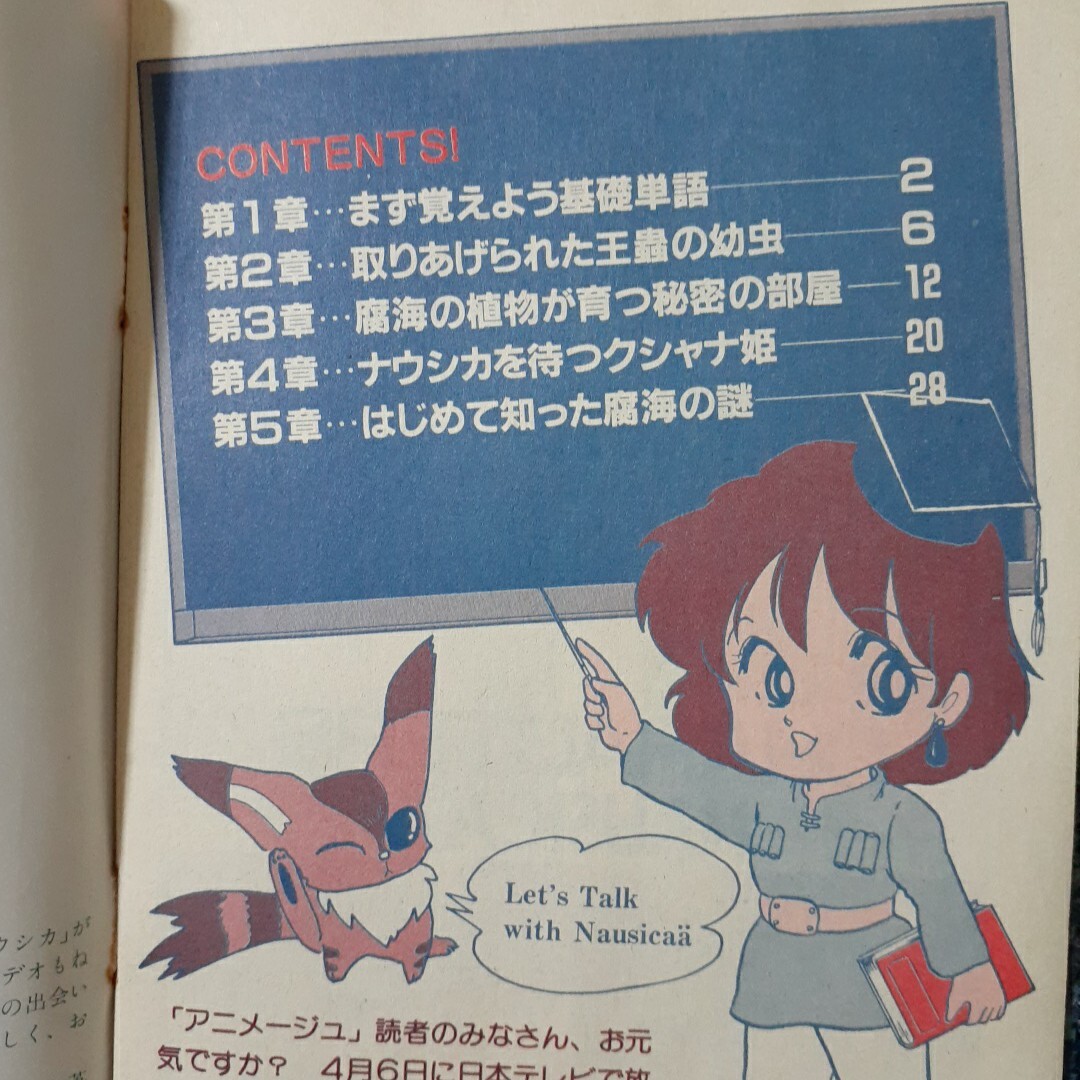 CONTENTS!
第1章…まず覚えよう基礎単語 2
第2章…取りあげられた王蟲の幼虫 6
第3章…腐海の植物が育つ秘密の部屋 12
第4章…ナウシカを待つクシャナ姫 20
第5章…はじめて知った腐海の謎 28
Let's Talk
with Nausicaä
「アニメージュ」読者のみなさん、お元
気ですか? 4月6日に日本テレビで放
ウシカ」が
デオもね
の出会い
しく、お